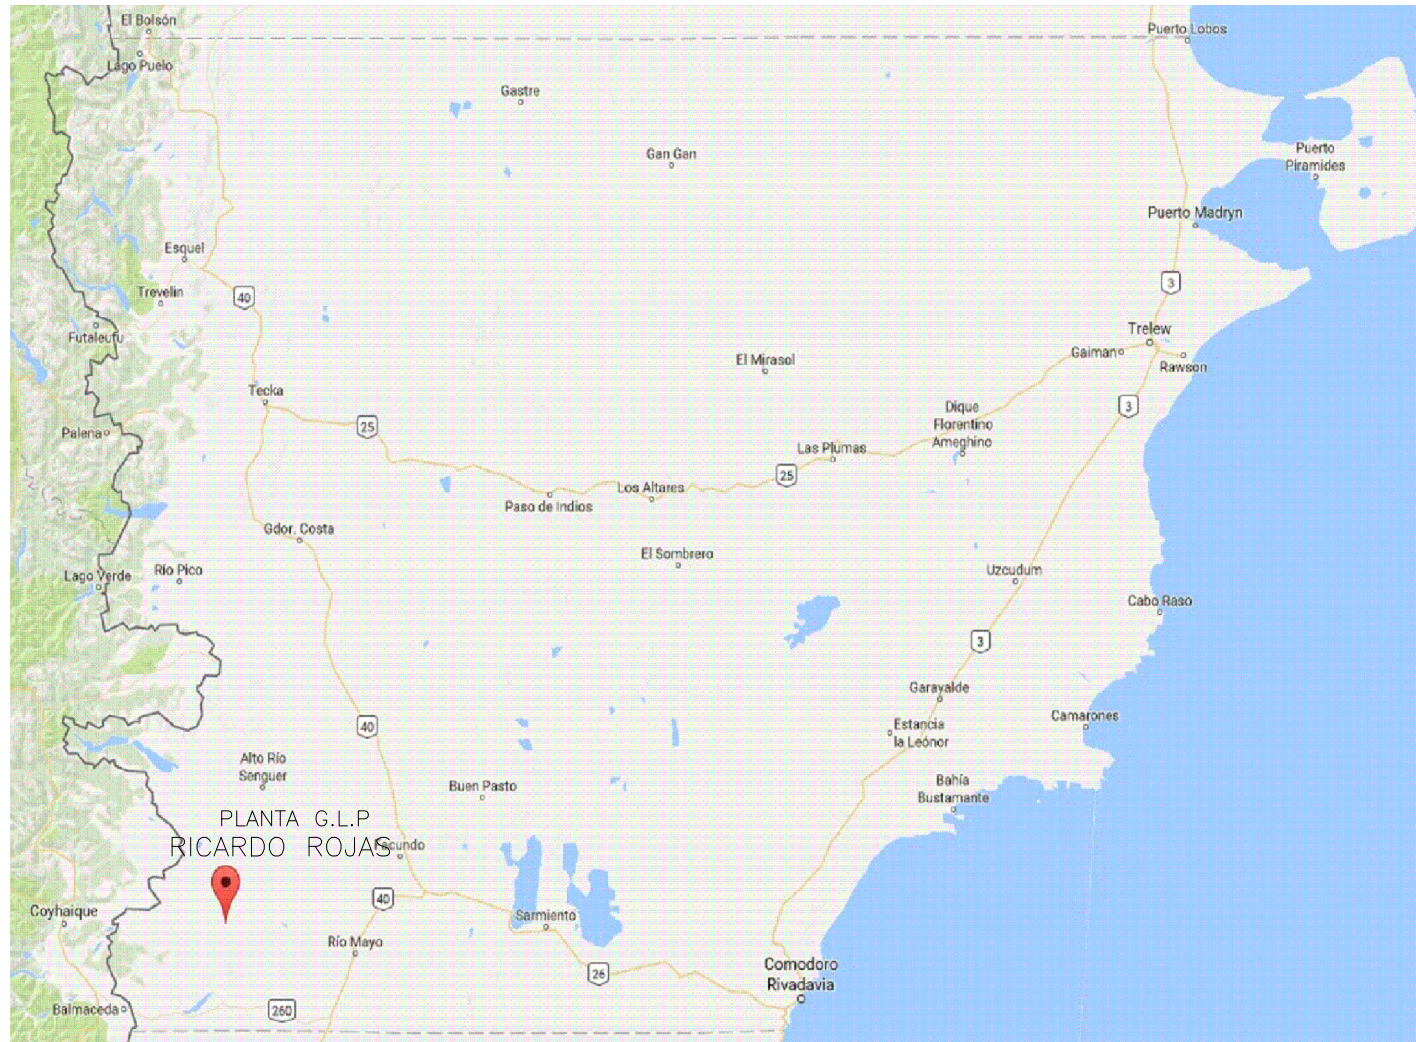 El Bolsón
Puerto Lobos
Lago Puelo
Gastre
Gan Gan
Puerto
Piramides
Puerto Madryn
Esquel
Trevelin
40
3
Futaleufu
Trelew
Gaiman
Rawson
El Mirasol
Tecka
25
3
Dique
Florentino
Ameghino
Palena
Las Plumas
25
Los Altares
Paso de Indios
Gdor. Costa
El Sombrero
Lago Verde
Río Pico
Uzcudum
Cabo Raso
3
Garayalde
Camarones
40
Estancia
la Leónor
Alto Río
Senguer
Buen Pasto
Bahía
Bustamante
PLANTA G.L.P
RICARDO ROJAS
Facundo
40
Coyhaique
Sarmiento
Río Mayo
26
Comodoro
Rivadavia
Balmaceda
260